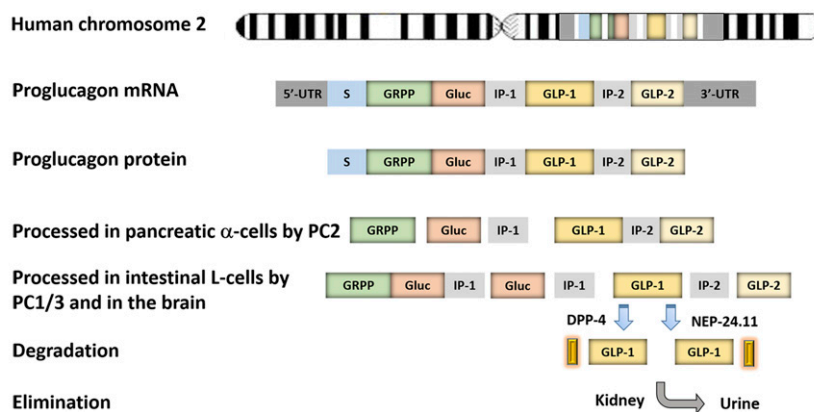 Human chromosome 2
Proglucagon mRNA
5'-UTR S GRPP Gluc IP-1 GLP-1 IP-2 GLP-2 3'-UTR
Proglucagon protein
S GRPP Gluc IP-1 GLP-1 IP-2 GLP-2
Processed in pancreatic α-cells by PC2
GRPP Gluc IP-1 GLP-1 IP-2 GLP-2
Processed in intestinal L-cells by
PC1/3 and in the brain
GRPP Gluc IP-1 Gluc IP-1 GLP-1 IP-2 GLP-2
DPP-4 NEP-24.11
Degradation
GLP-1 GLP-1
Elimination
Kidney Urine